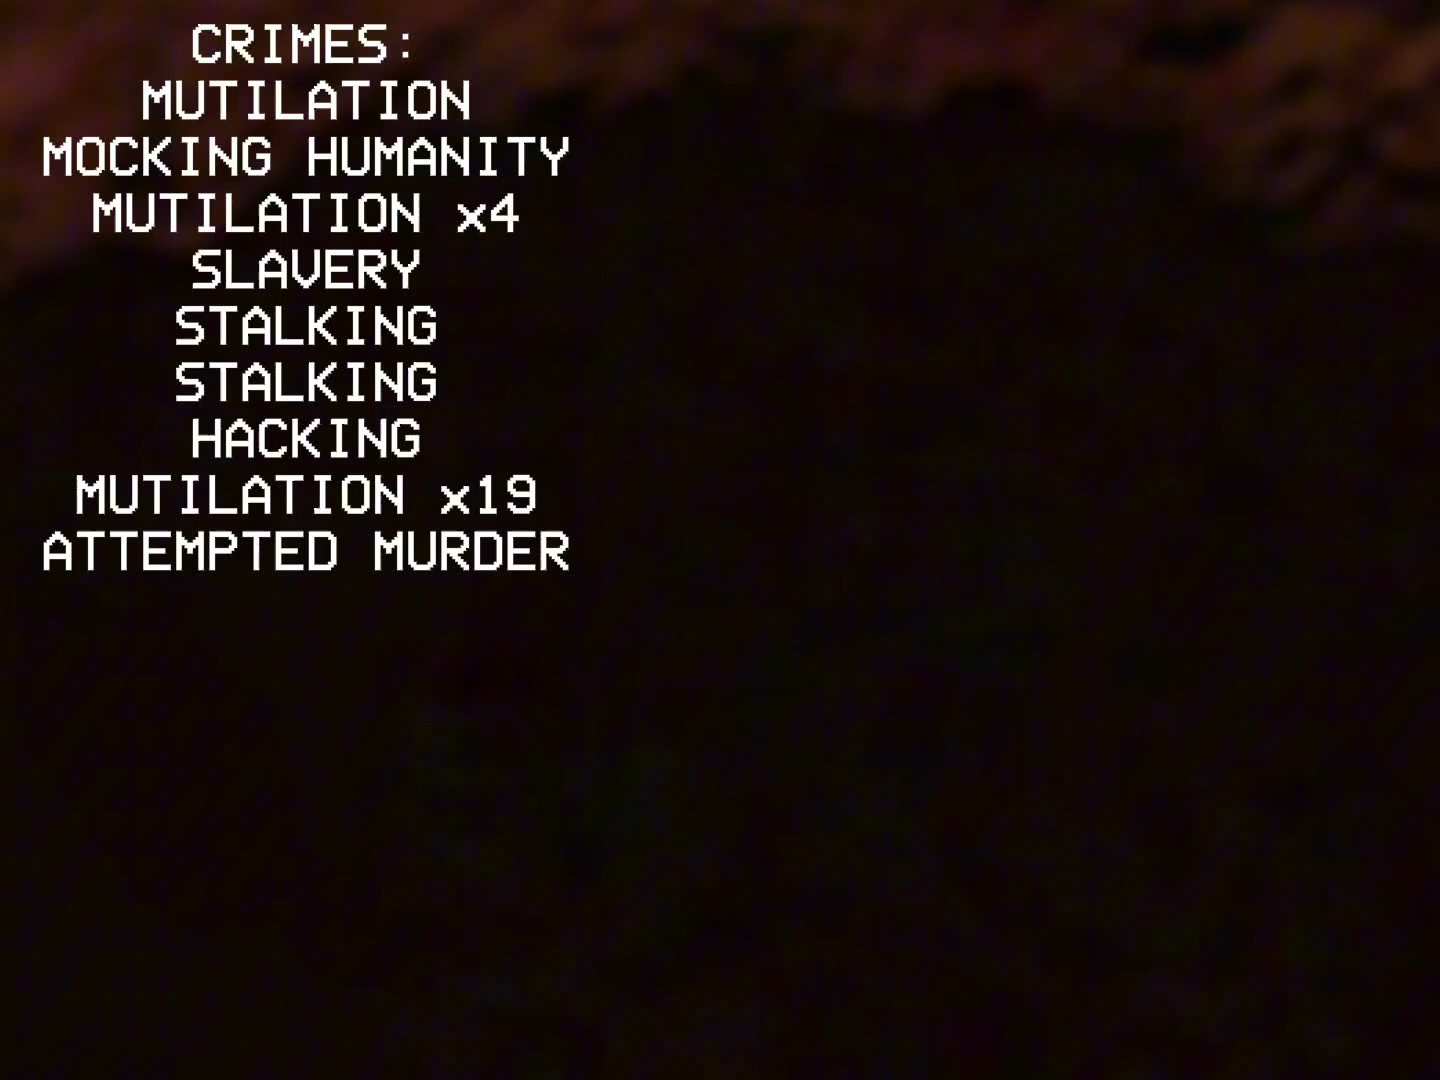 CRIMES:
MUTILATION
MOCKING HUMANITY
MUTILATION x4
SLAVERY
STALKING
STALKING
HACKING
MUTILATION x19
ATTEMPTED MURDER